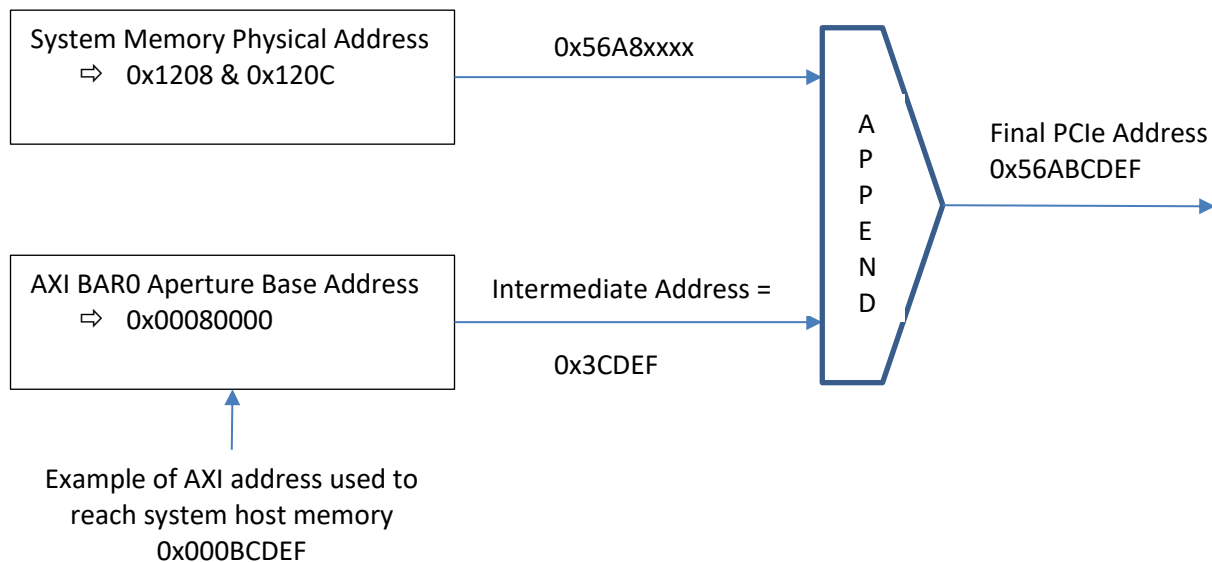 System Memory Physical Address
⇨ 0x1208 & 0x120C
0x56A8xxxx
A
P
P
E
N
D
Final PCIe Address
0x56ABCDEF
AXI BAR0 Aperture Base Address
⇨ 0x00080000
Intermediate Address =
0x3CDEF
Example of AXI address used to
reach system host memory
0x000BCDEF